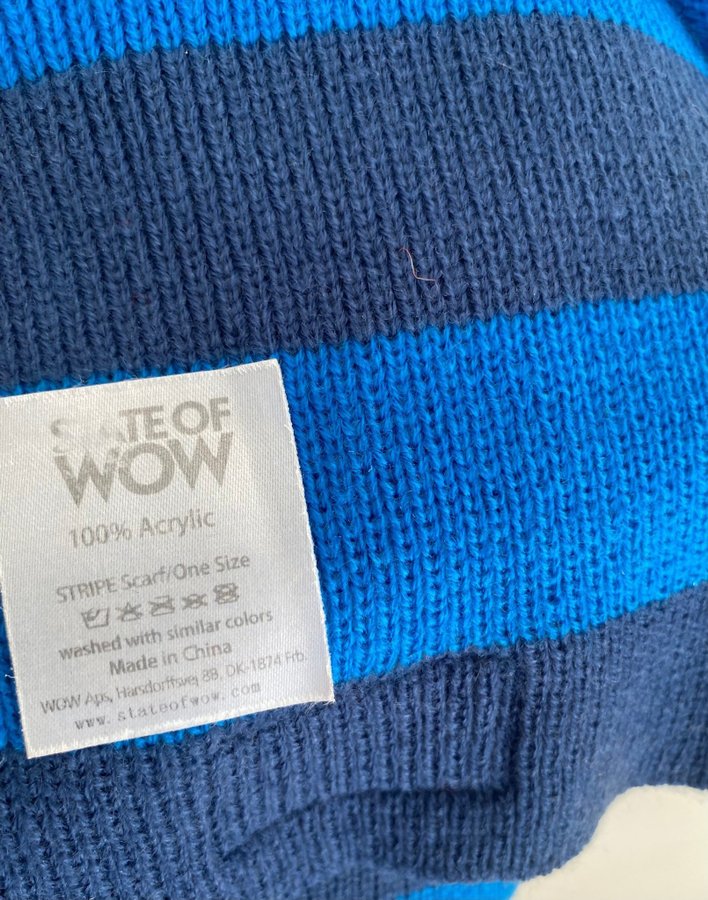 STATE OF
WOW
100% Acrylic
STRIPE Scarf/One Size
washed with similar colors
Made in China
WOW Aps, Harsdorffsvej 8B, DK-1874 Frb.
www.stateofwow.com